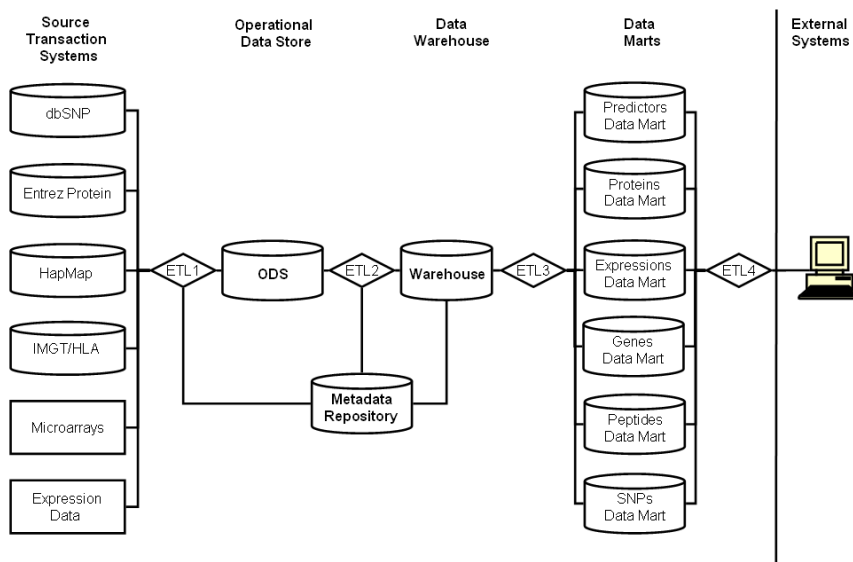 Source
Transaction
Systems
Operational
Data Store
Data
Warehouse
Data
Marts
External
Systems
dbSNP
Entrez Protein
HapMap
IMGT/HLA
Microarrays
Expression
Data
ETL1
ODS
ETL2
Warehouse
ETL3
Metadata
Repository
Predictors
Data Mart
Proteins
Data Mart
Expressions
Data Mart
Genes
Data Mart
Peptides
Data Mart
SNPs
Data Mart
ETL4